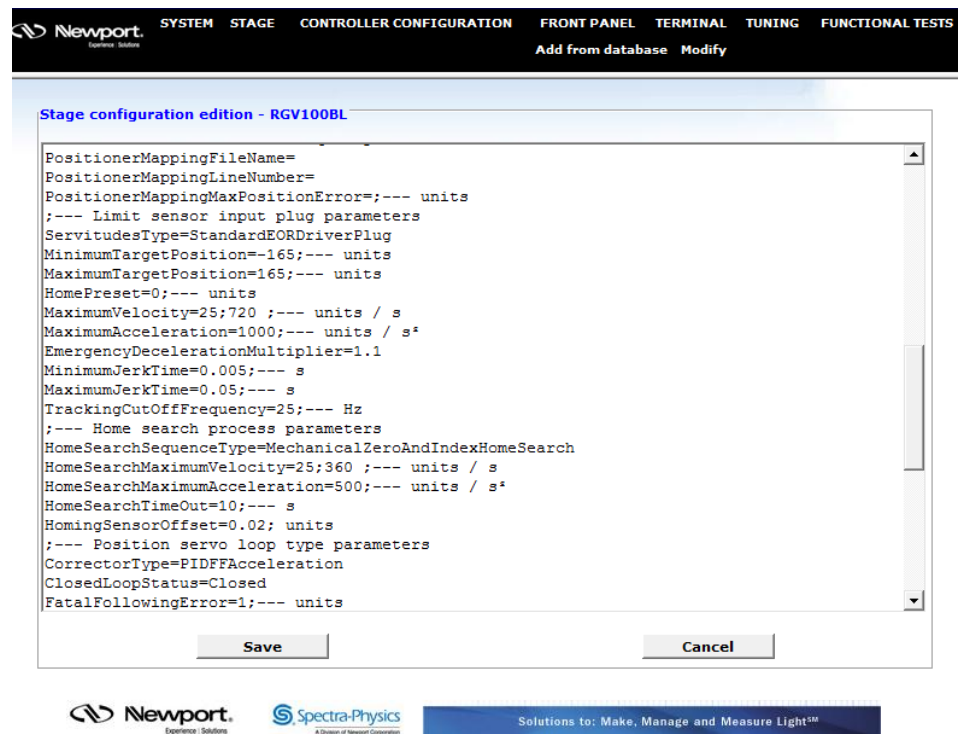 Newport.
Experience | Solutions
SYSTEM STAGE CONTROLLER CONFIGURATION FRONT PANEL TERMINAL TUNING FUNCTIONAL TESTS
Add from database Modify
Stage configuration edition - RGV100BL
PositionerMappingFileName=
PositionerMappingLineNumber=
PositionerMappingMaxPositionError=;--- units
;--- Limit sensor input plug parameters
ServitudesType=StandardEORDriverPlug
MinimumTargetPosition=-165;--- units
MaximumTargetPosition=165;--- units
HomePreset=0;--- units
MaximumVelocity=25;720 ;--- units / s
MaximumAcceleration=1000;--- units / s²
EmergencyDecelerationMultiplier=1.1
MinimumJerkTime=0.005;--- s
MaximumJerkTime=0.05;--- s
TrackingCutOffFrequency=25;--- Hz
;--- Home search process parameters
HomeSearchSequenceType=MechanicalZeroAndIndexHomeSearch
HomeSearchMaximumVelocity=25;360 ;--- units / s
HomeSearchMaximumAcceleration=500;--- units / s²
HomeSearchTimeOut=10;--- s
HomingSensorOffset=0.02; units
;--- Position servo loop type parameters
CorrectorType=PIDFFAcceleration
ClosedLoopStatus=Closed
FatalFollowingError=1;--- units
Save Cancel
Newport.
Experience | Solutions
Spectra-Physics
A Division of Newport Corporation
Solutions to: Make, Manage and Measure Light℠